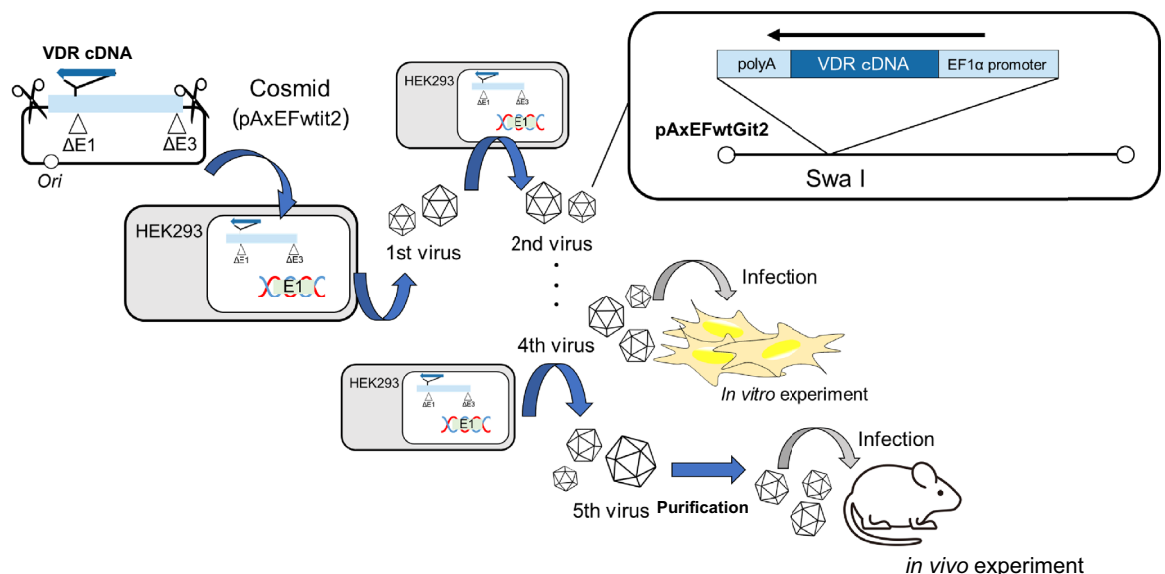 VDR cDNA
Cosmid
(pAxEFwtit2)
ΔE1
ΔE3
Ori
HEK293
ΔE1
ΔE3
E1
1st virus
HEK293
ΔE1
ΔE3
E1
2nd virus
polyA
VDR cDNA
EF1α promoter
pAxEFwtGit2
Swa I
4th virus
Infection
In vitro experiment
HEK293
ΔE1
ΔE3
E1
5th virus
Purification
Infection
in vivo experiment